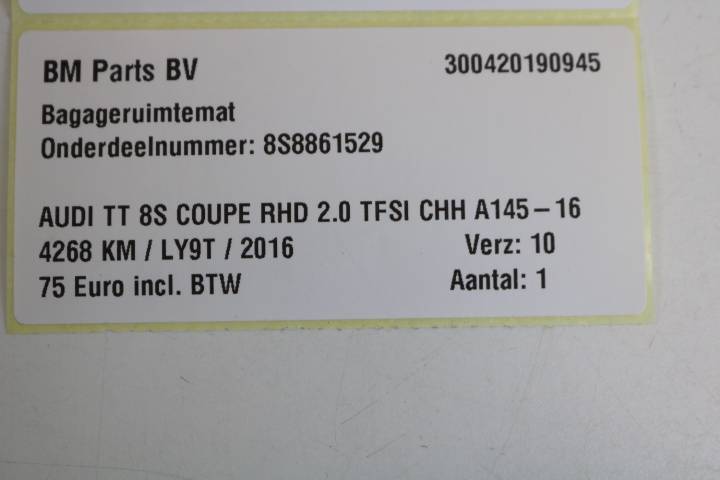 BM Parts BV 300420190945
Bagageruimtemat
Onderdeelnummer: 8S8861529
AUDI TT 8S COUPE RHD 2.0 TFSI CHH A145-16
4268 KM / LY9T / 2016 Verz: 10
75 Euro incl. BTW Aantal: 1